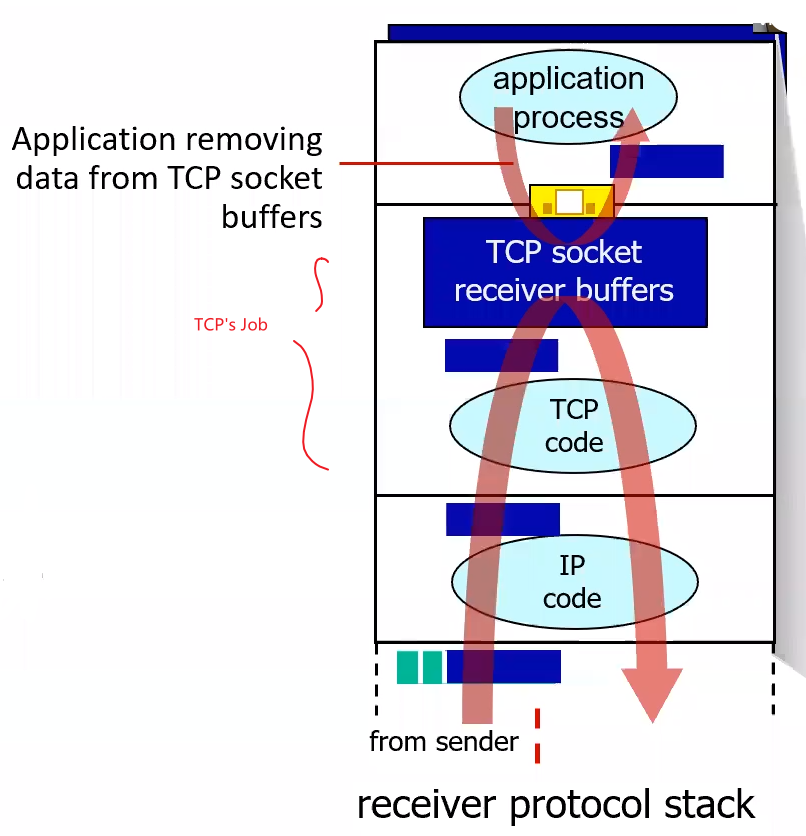 application
process
Application removing
data from TCP socket
buffers
TCP socket
receiver buffers
TCP's Job
TCP
code
IP
code
from sender
receiver protocol stack